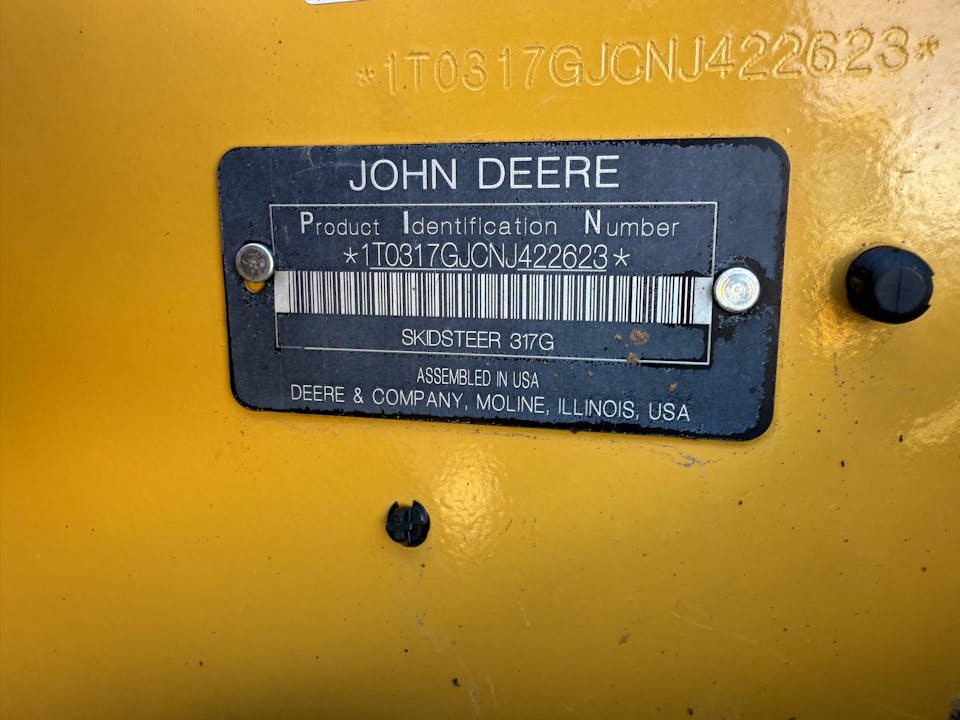 *1T0317GJCNJ422623*
JOHN DEERE
Product Identification Number
*1T0317GJCNJ422623*
SKIDSTEER 317G
ASSEMBLED IN USA
DEERE & COMPANY, MOLINE, ILLINOIS, USA